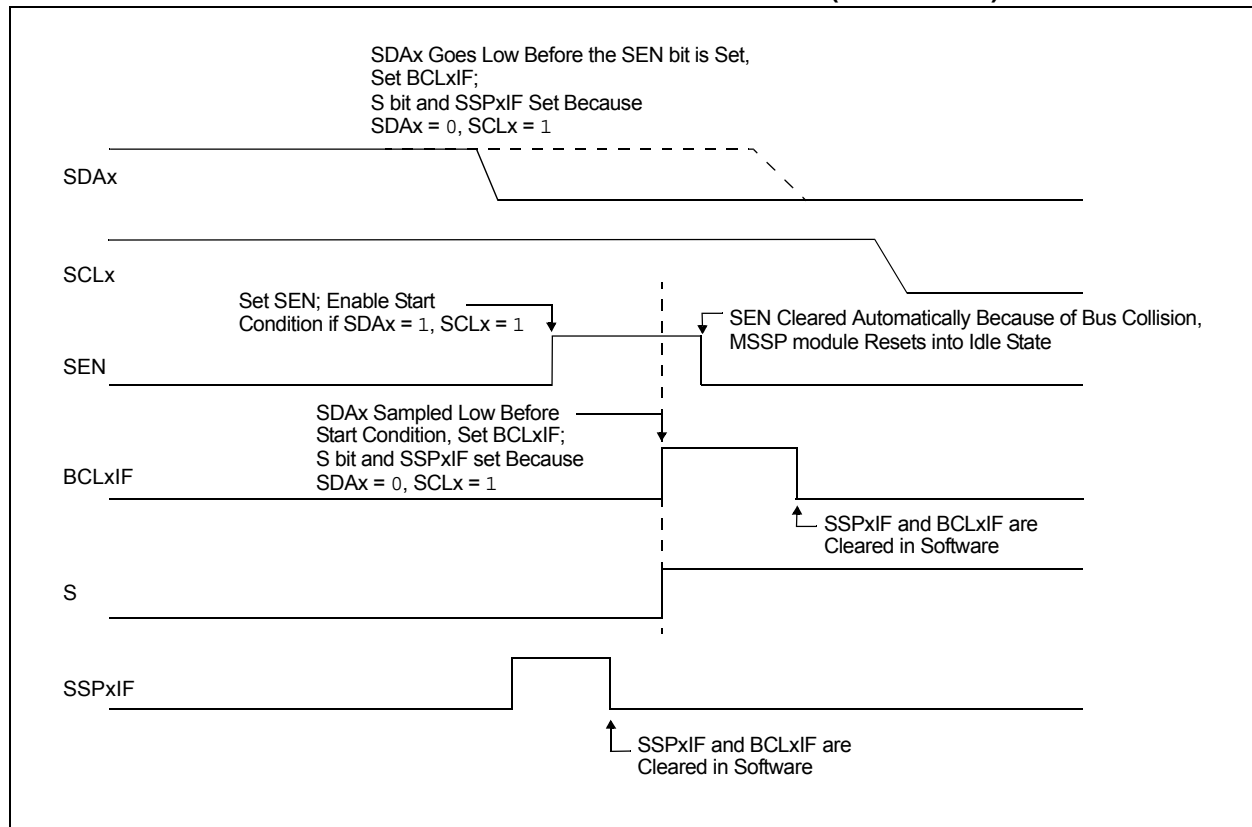 SDAx Goes Low Before the SEN bit is Set,
Set BCLxIF;
S bit and SSPxIF Set Because
SDAx = 0, SCLx = 1
SDAx
SCLx
Set SEN; Enable Start
Condition if SDAx = 1, SCLx = 1
SEN Cleared Automatically Because of Bus Collision,
MSSP module Resets into Idle State
SEN
SDAx Sampled Low Before
Start Condition, Set BCLxIF;
S bit and SSPxIF set Because
SDAx = 0, SCLx = 1
BCLxIF
SSPxIF and BCLxIF are
Cleared in Software
S
SSPxIF
SSPxIF and BCLxIF are
Cleared in Software